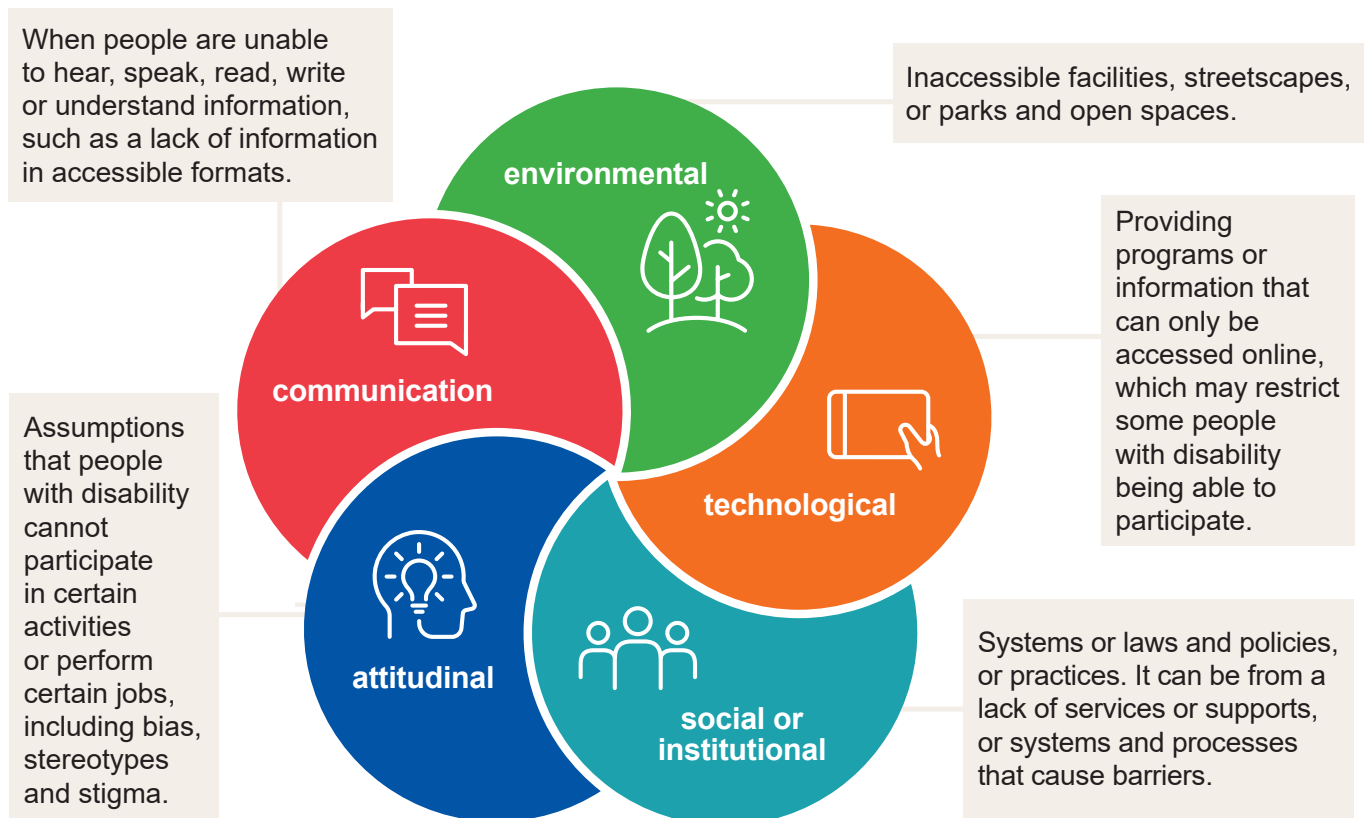 When people are unable
to hear, speak, read, write
or understand information,
such as a lack of information
in accessible formats.
Inaccessible facilities, streetscapes,
or parks and open spaces.
environmental
Providing
programs or
information that
can only be
accessed online,
which may restrict
some people
with disability
being able to
participate.
communication
technological
Assumptions
that people
with disability
cannot
participate
in certain
activities
or perform
certain jobs,
including bias,
stereotypes
and stigma.
attitudinal
social or
institutional
Systems or laws and policies,
or practices. It can be from a
lack of services or supports,
or systems and processes
that cause barriers.